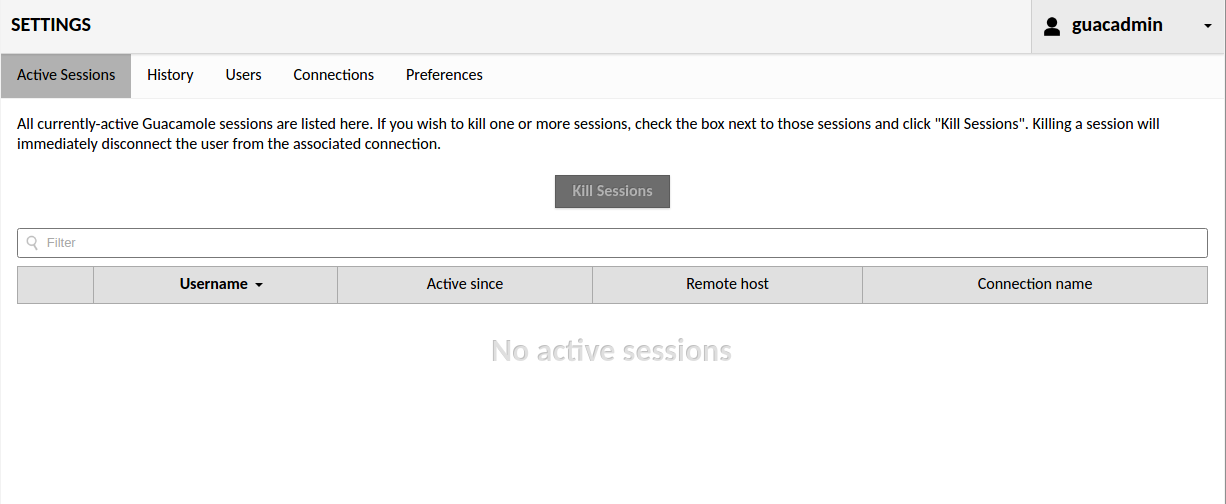 SETTINGS
guacadmin
Active Sessions
History
Users
Connections
Preferences
All currently-active Guacamole sessions are listed here. If you wish to kill one or more sessions, check the box next to those sessions and click "Kill Sessions". Killing a session will
immediately disconnect the user from the associated connection.
Kill Sessions
Filter
Username
Active since
Remote host
Connection name
No active sessions